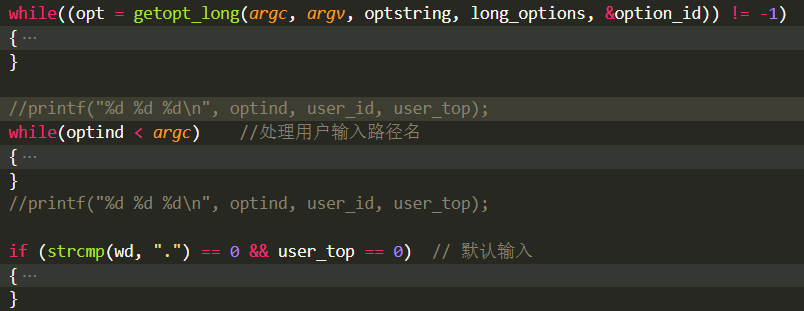 while((opt = getopt_long(argc, argv, optstring, long_options, &option_id)) != -1)
{ ···
}
//printf("%d %d %d\n", optind, user_id, user_top);
while(optind < argc)    //处理用户输入路径名
{ ···
}
//printf("%d %d %d\n", optind, user_id, user_top);
if (strcmp(wd, ".") == 0 && user_top == 0)  // 默认输入
{ ···
}